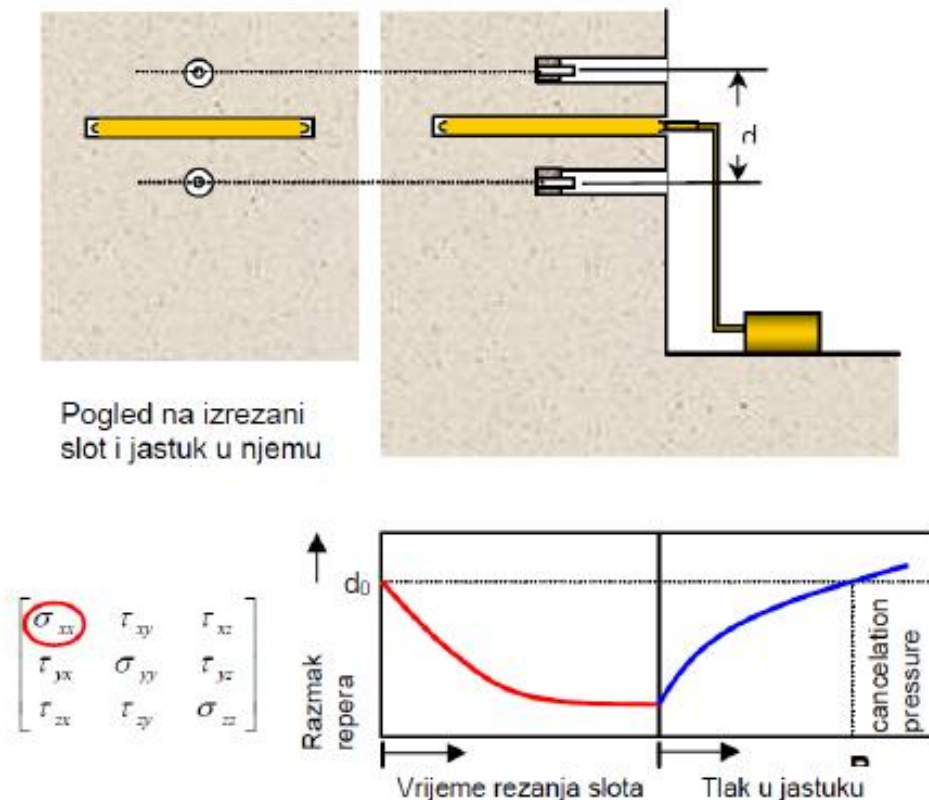 d
Pogled na izrezani
slot i jastuk u njemu
σxx τxy τxz
τyx σyy τyz
τzx τzy σzz
Razmak
repera
d0
cancelation
pressure
Vrijeme rezanja slota
Tlak u jastuku